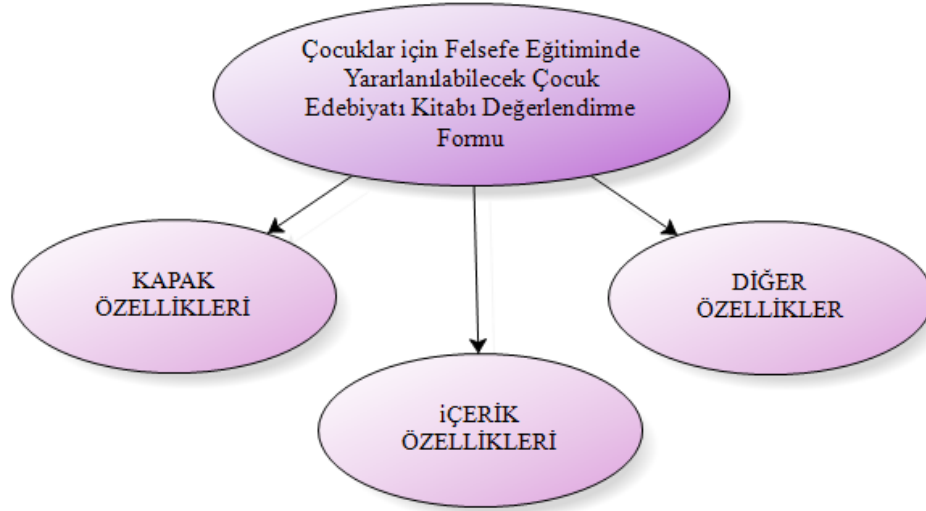 Çocuklar için Felsefe Eğitiminde
Yararlanılabilecek Çocuk
Edebiyatı Kitabı Değerlendirme
Formu
KAPAK
ÖZELLİKLERİ
DİĞER
ÖZELLİKLER
iÇERİK
ÖZELLİKLERİ